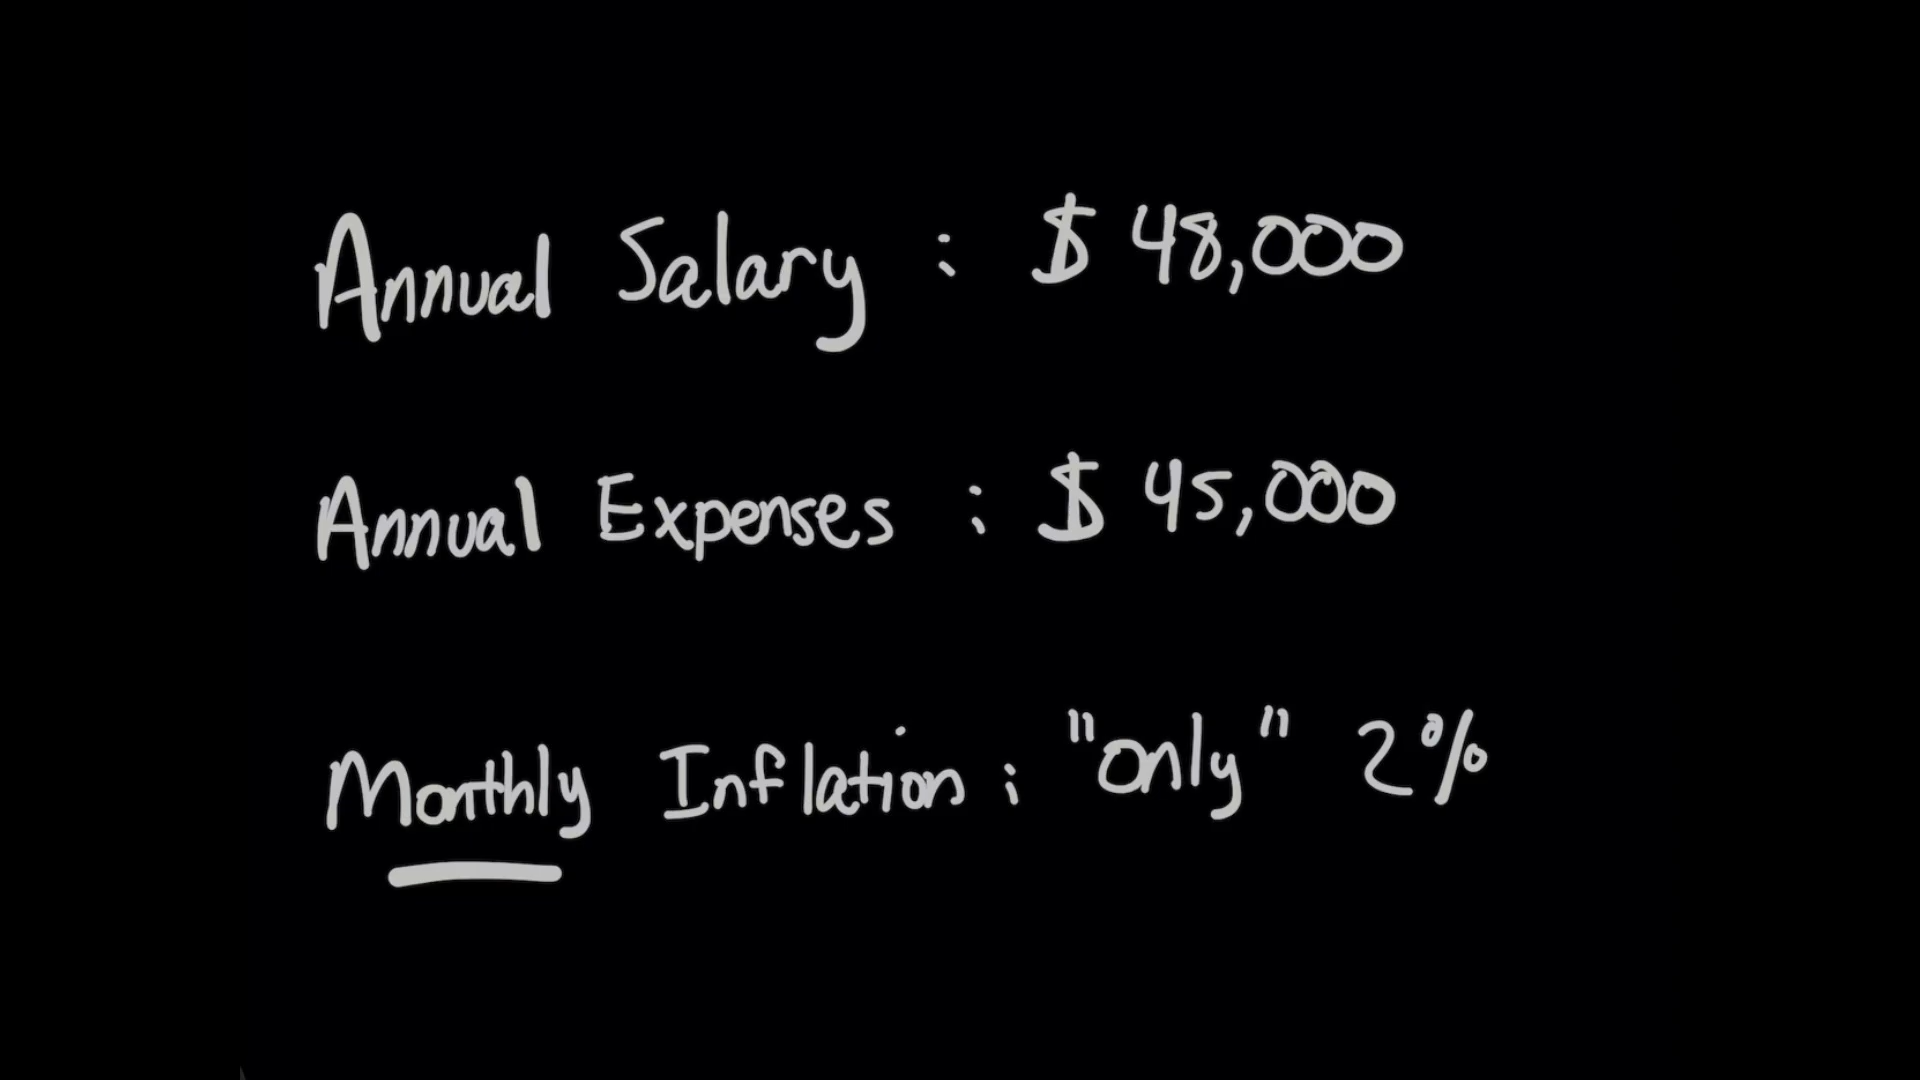 Annual Salary : $ 48,000
Annual Expenses : $ 45,000
Monthly Inflation : "only" 2%